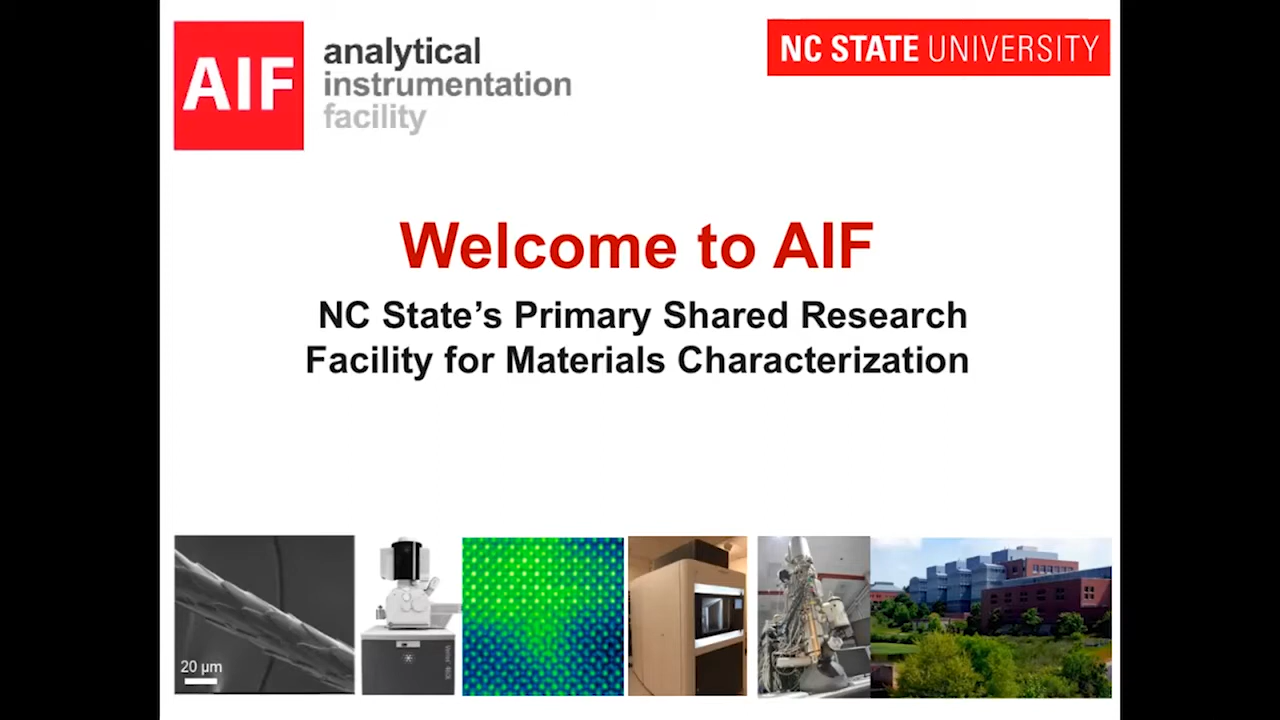 AIF
analytical
instrumentation
facility
NC STATE UNIVERSITY
Welcome to AIF
NC State’s Primary Shared Research
Facility for Materials Characterization
20 μm